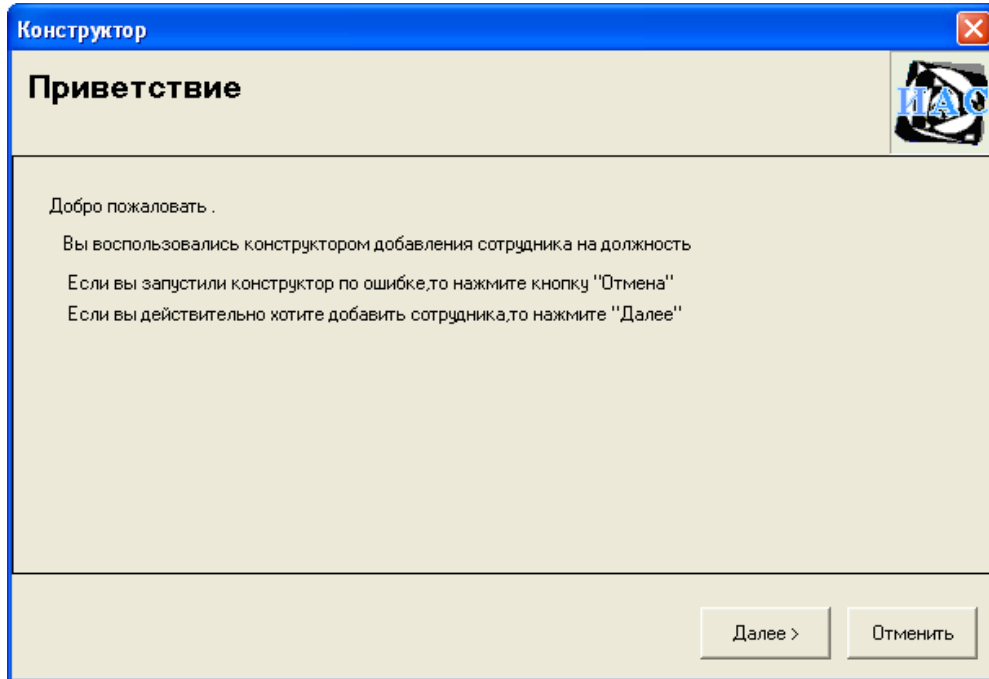 Конструктор
Приветствие
ИАС
Добро пожаловать .
Вы воспользовались конструктором добавления сотрудника на должность
Если вы запустили конструктор по ошибке,то нажмите кнопку "Отмена"
Если вы действительно хотите добавить сотрудника,то нажмите "Далее"
Далее >
Отменить